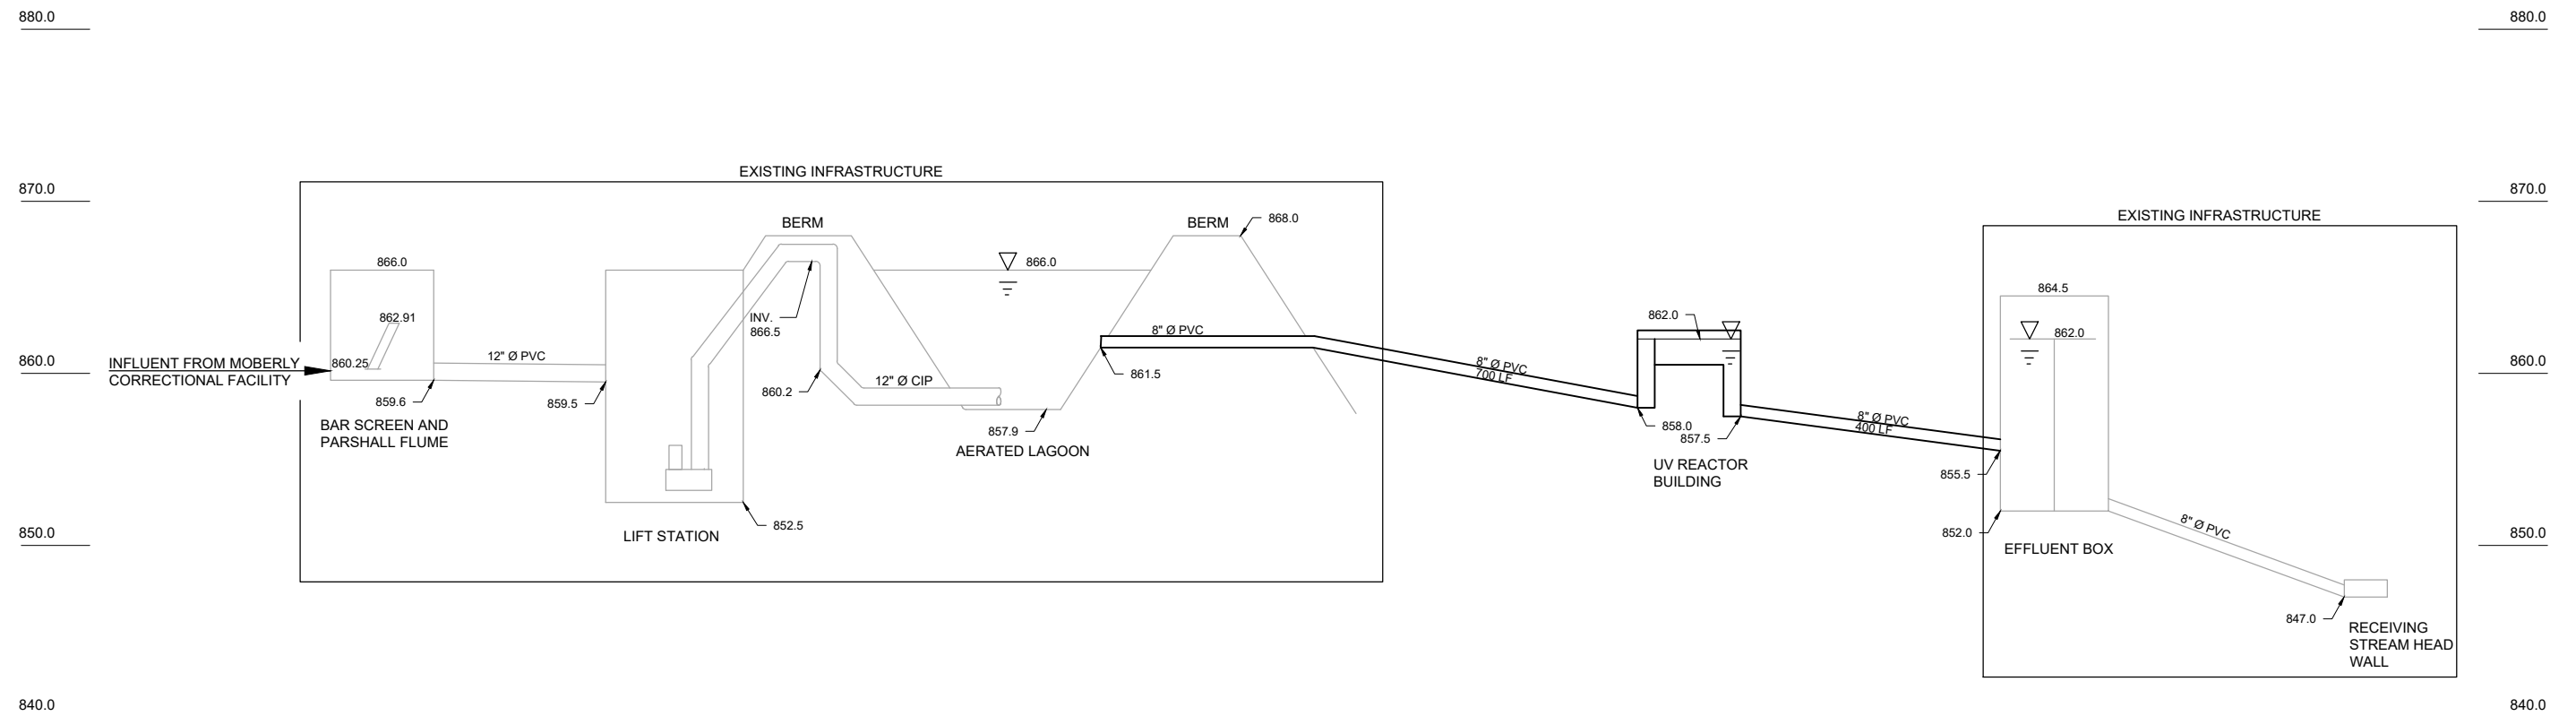 880.0
880.0
870.0
870.0
860.0
860.0
850.0
850.0
840.0
840.0
EXISTING INFRASTRUCTURE
BERM
BERM
868.0
866.0
866.0
862.91
860.25
INFLUENT FROM MOBERLY
CORRECTIONAL FACILITY
12" Ø PVC
859.6
859.5
BAR SCREEN AND
PARSHALL FLUME
INV.
866.5
860.2
12" Ø CIP
857.9
AERATED LAGOON
852.5
LIFT STATION
8" Ø PVC
861.5
8" Ø PVC
700 LF
862.0
858.0
857.5
UV REACTOR
BUILDING
8" Ø PVC
400 LF
EXISTING INFRASTRUCTURE
864.5
862.0
855.5
852.0
EFFLUENT BOX
8" Ø PVC
847.0
RECEIVING
STREAM HEAD
WALL